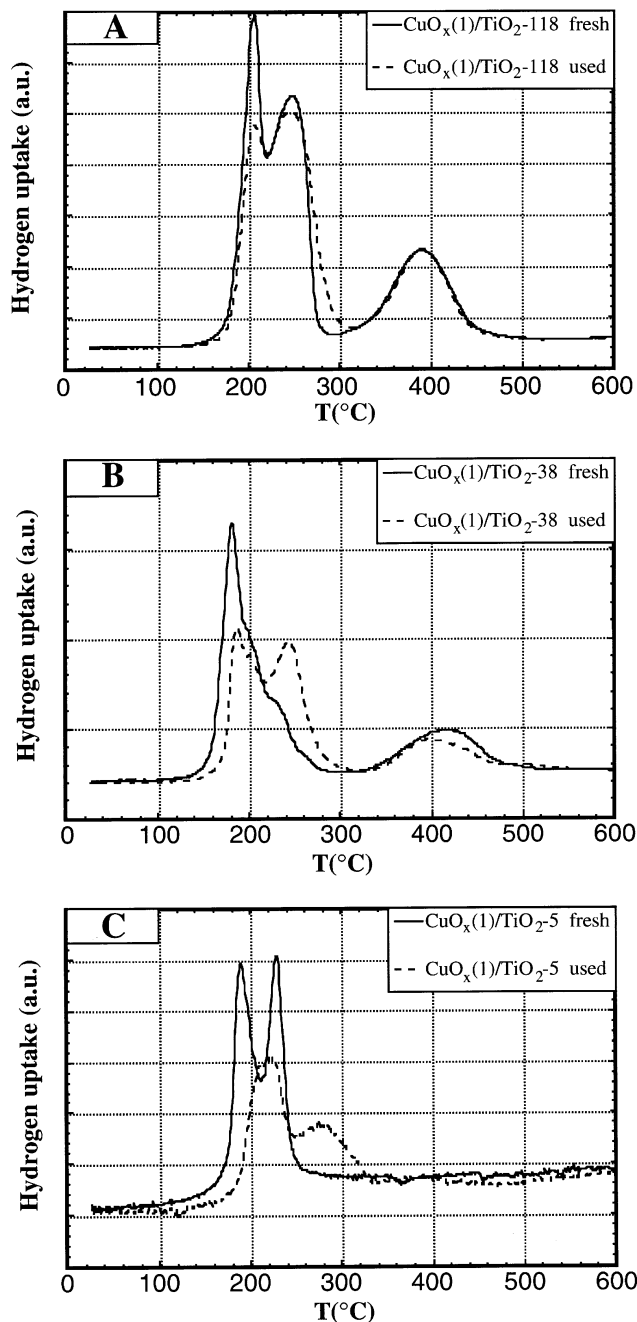 A
CuOₓ(1)/TiO₂-118 fresh
CuOₓ(1)/TiO₂-118 used
Hydrogen uptake (a.u.)
0 100 200 300 400 500 600
T(°C)
B
CuOₓ(1)/TiO₂-38 fresh
CuOₓ(1)/TiO₂-38 used
Hydrogen uptake (a.u.)
0 100 200 300 400 500 600
T(°C)
C
CuOₓ(1)/TiO₂-5 fresh
CuOₓ(1)/TiO₂-5 used
Hydrogen uptake (a.u.)
0 100 200 300 400 500 600
T(°C)